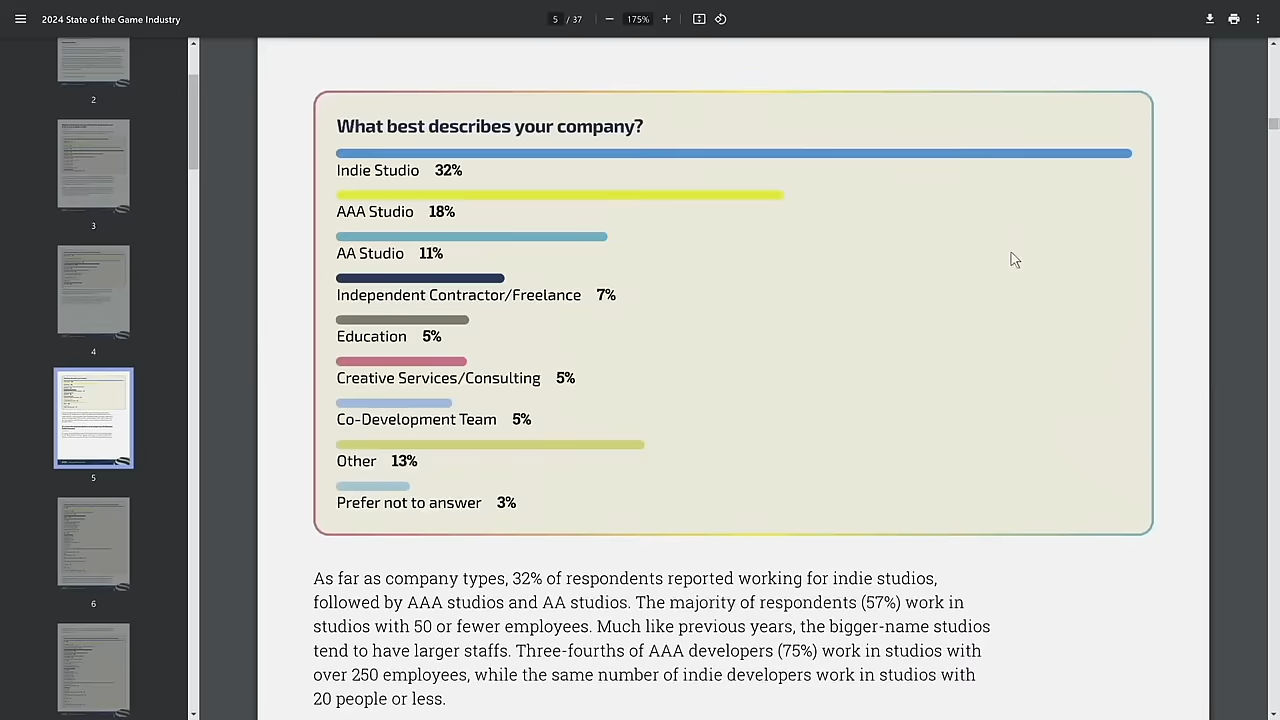 2024 State of the Game Industry
5 / 37
175%
2
3
4
5
6
What best describes your company?
Indie Studio 32%
AAA Studio 18%
AA Studio 11%
Independent Contractor/Freelance 7%
Education 5%
Creative Services/Consulting 5%
Co-Development Team 5%
Other 13%
Prefer not to answer 3%
As far as company types, 32% of respondents reported working for indie studios,
followed by AAA studios and AA studios. The majority of respondents (57%) work in
studios with 50 or fewer employees. Much like previous years, the bigger-name studios
tend to have larger staffs. Three-fourths of AAA developers (75%) work in studios with
over 250 employees, while the same number of indie developers work in studios with
20 people or less.